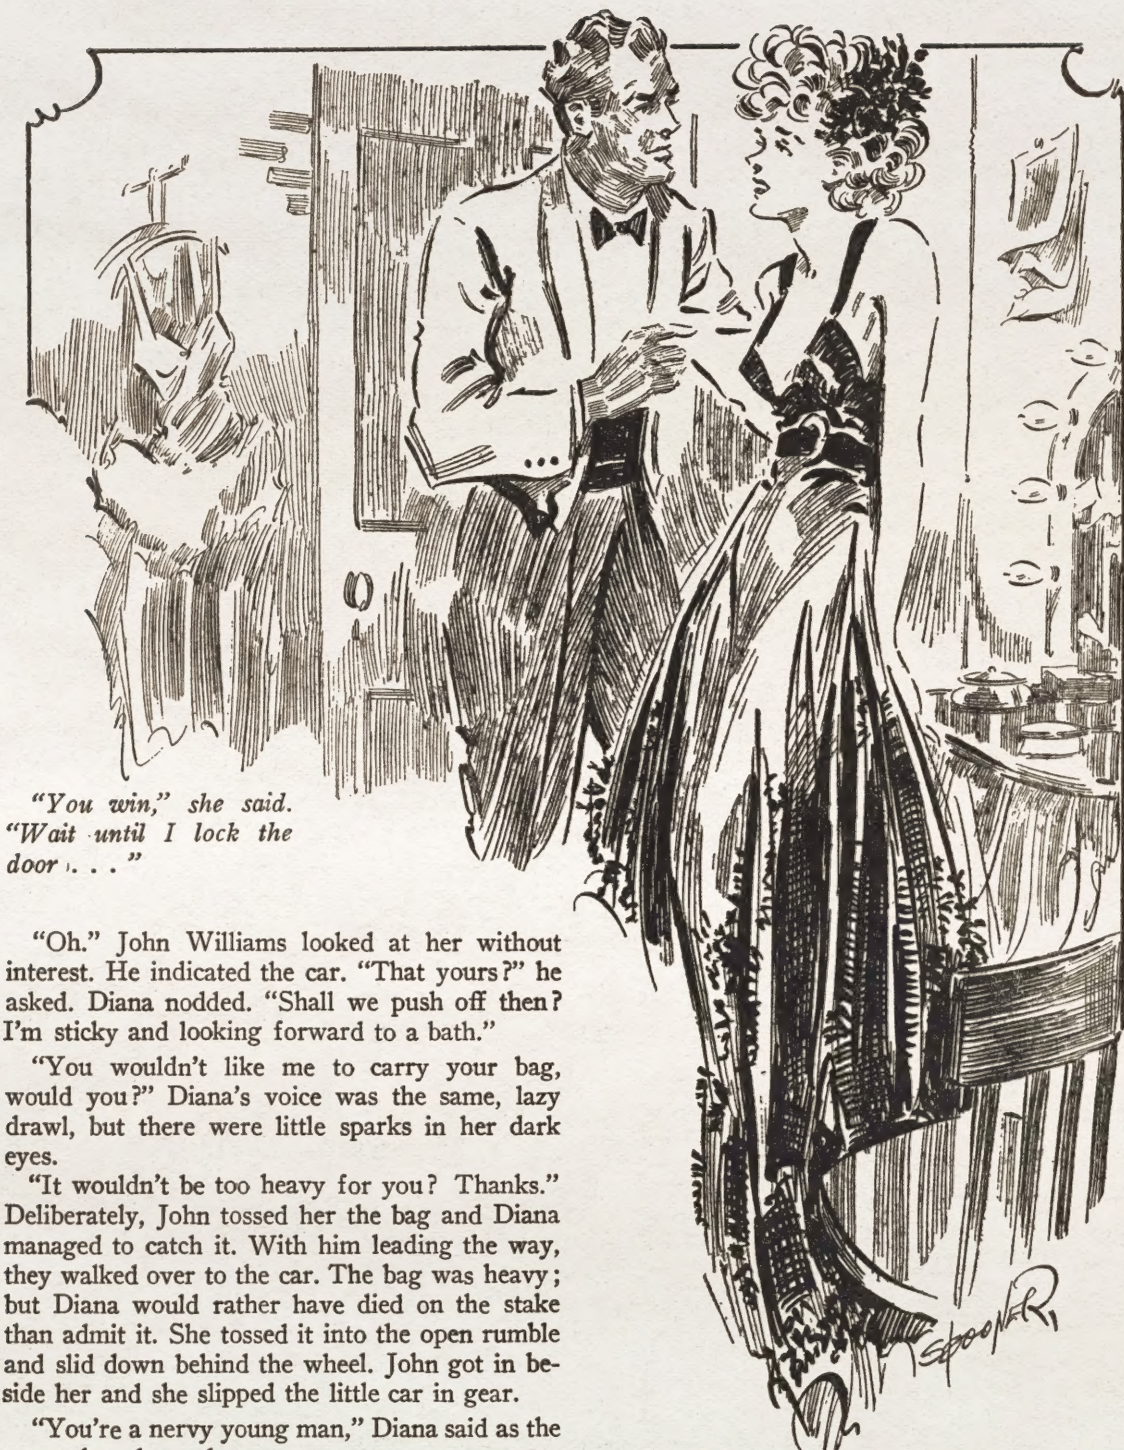 "You win," she said.
"Wait until I lock the
door . . . "
"Oh." John Williams looked at her without
interest. He indicated the car. "That yours?" he
asked. Diana nodded. "Shall we push off then?
I'm sticky and looking forward to a bath."
"You wouldn't like me to carry your bag,
would you?" Diana's voice was the same, lazy
drawl, but there were little sparks in her dark
eyes.
"It wouldn't be too heavy for you? Thanks."
Deliberately, John tossed her the bag and Diana
managed to catch it. With him leading the way,
they walked over to the car. The bag was heavy;
but Diana would rather have died on the stake
than admit it. She tossed it into the open rumble
and slid down behind the wheel. John got in be-
side her and she slipped the little car in gear.
"You're a nervy young man," Diana said as the
SPOONER